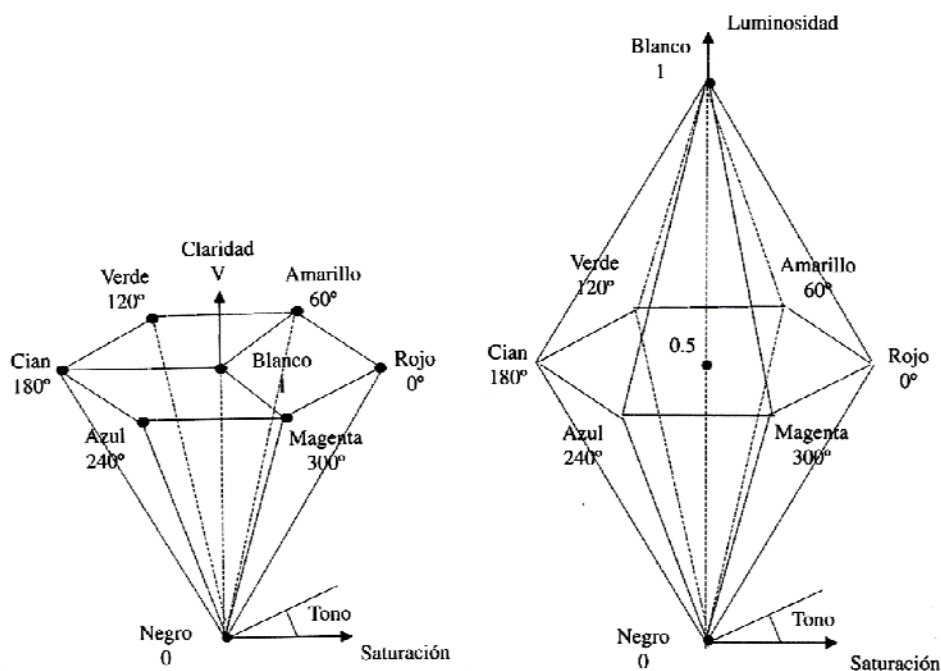 Claridad
V
Verde
120º
Amarillo
60º
Cian
180º
Blanco
1
Rojo
0º
Azul
240º
Magenta
300º
Negro
0
Tono
Saturación
Luminosidad
Blanco
1
Verde
120º
Amarillo
60º
Cian
180º
0.5
Rojo
0º
Azul
240º
Magenta
300º
Negro
0
Tono
Saturación